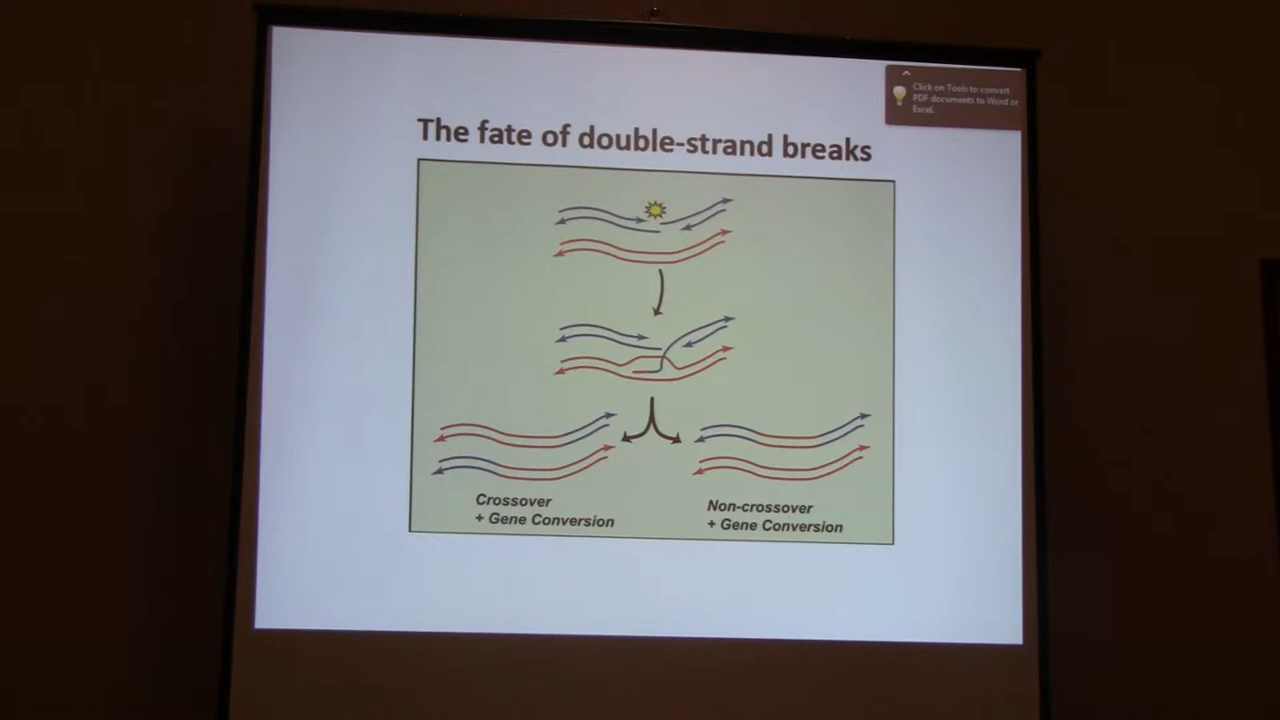 Click on Tools to convert
PDF documents to Word or
Excel.
The fate of double-strand breaks
Crossover
+ Gene Conversion
Non-crossover
+ Gene Conversion